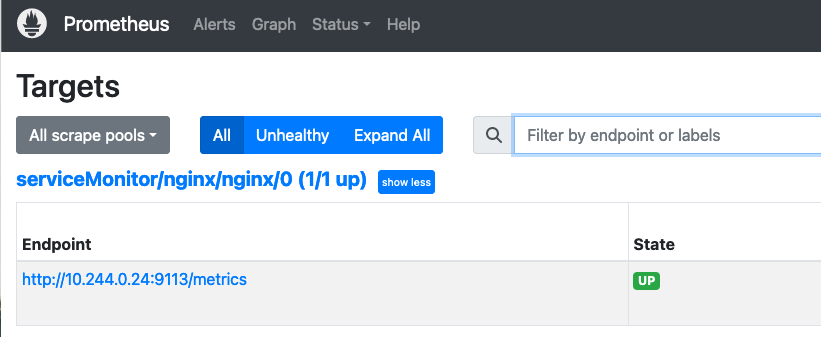 Prometheus Alerts Graph Status Help
Targets
All scrape pools All Unhealthy Expand All Filter by endpoint or labels
serviceMonitor/nginx/nginx/0 (1/1 up) show less
Endpoint State
http://10.244.0.24:9113/metrics UP